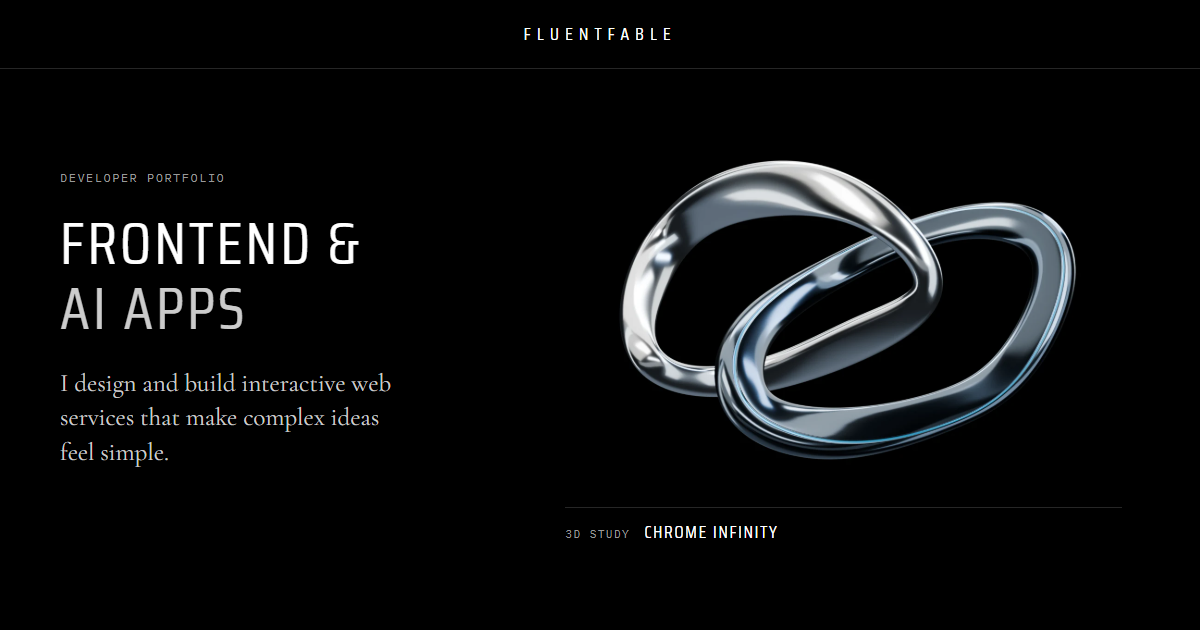 FLUENTFABLE
DEVELOPER PORTFOLIO
FRONTEND &
AI APPS
I design and build interactive web
services that make complex ideas
feel simple.
3D STUDY CHROME INFINITY